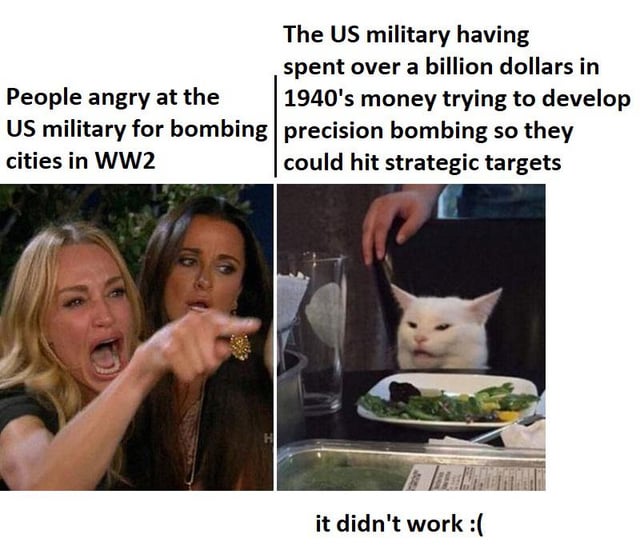 People angry at the
US military for bombing
cities in WW2
The US military having
spent over a billion dollars in
1940's money trying to develop
precision bombing so they
could hit strategic targets
H
it didn't work :(